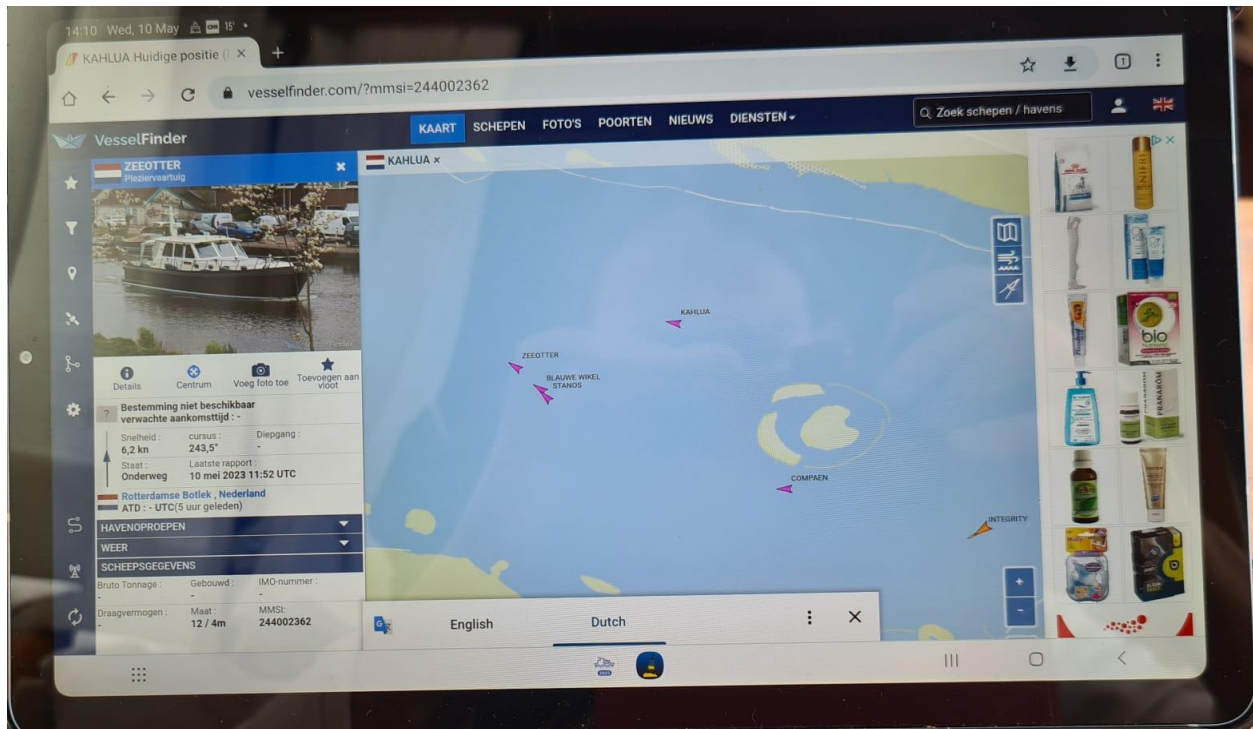 14:10 Wed, 10 May CNN 15° •
KAHLUA Huidige positie (
vesselfinder.com/?mmsi=244002362
1
VesselFinder
KAART SCHEPEN FOTO'S POORTEN NIEUWS DIENSTEN
Zoek schepen / havens
ZEEOTTER
Pleziervaartuig
KAHLUA x
KAHLUA
ZEEOTTER
BLAUWE WIKEL
STANOS
COMPAEN
INTEGRITY
Details
Centrum
Voeg foto toe
Toevoegen aan
vloot
? Bestemming niet beschikbaar
verwachte aankomsttijd : -
Snelheid : cursus : Diepgang :
6,2 kn 243,5° -
Staat : Laatste rapport :
Onderweg 10 mei 2023 11:52 UTC
Rotterdamse Botlek , Nederland
ATD : - UTC(5 uur geleden)
HAVENOPROEPEN
WEER
SCHEEPSGEGEVENS
Bruto Tonnage : Gebouwd : IMO-nummer :
- - -
Draagvermogen : Maat : MMSI:
- 12 / 4m 244002362
G English Dutch
+
-
bio
PRANARŌM